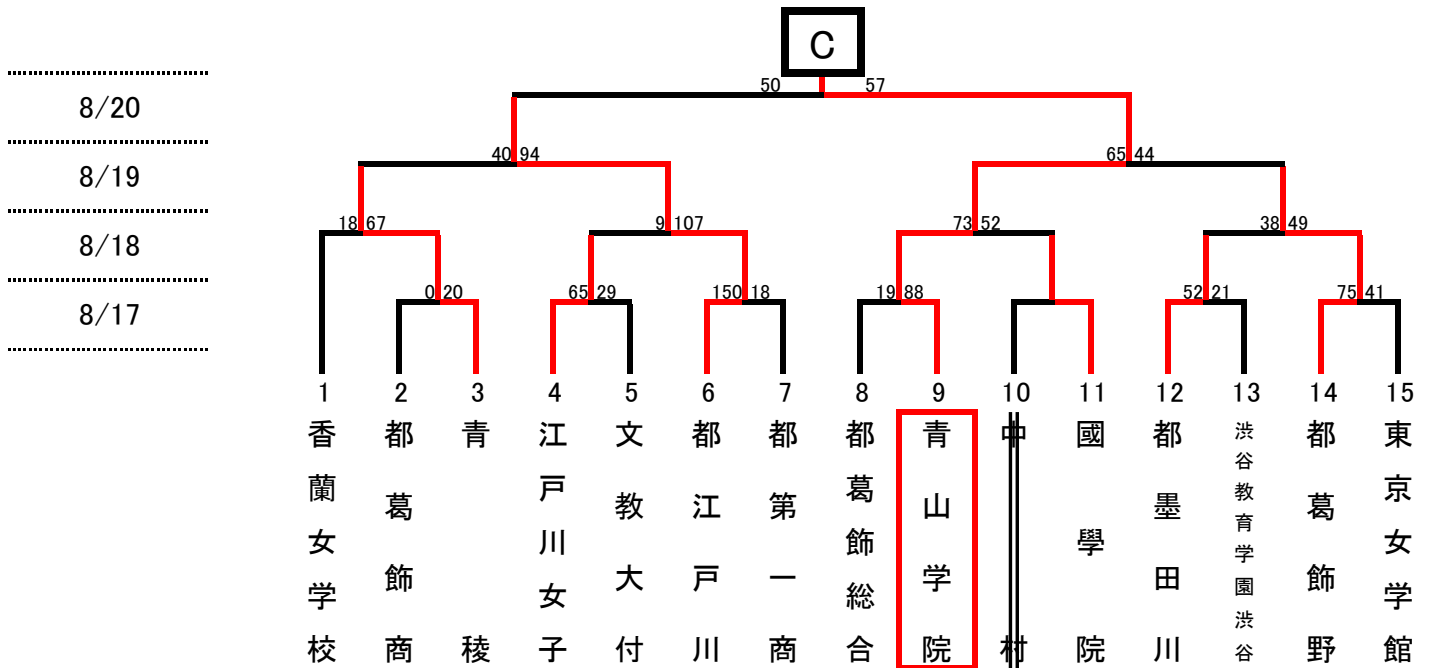 C
50 57
8/20
40 94
65 44
8/19
18 67
9 107
73 52
38 49
8/18
0 20
65 29
150 18
19 88
52 21
75 41
8/17
1 2 3 4 5 6 7 8 9 10 11 12 13 14 15
香蘭女学校
都葛飾商
青稜
江戸川女子
文教大付
都江戸川
都第一商
都葛飾総合
青山学院
中村
國學院
都墨田川
渋谷教育学園渋谷
都葛飾野
東京女学館